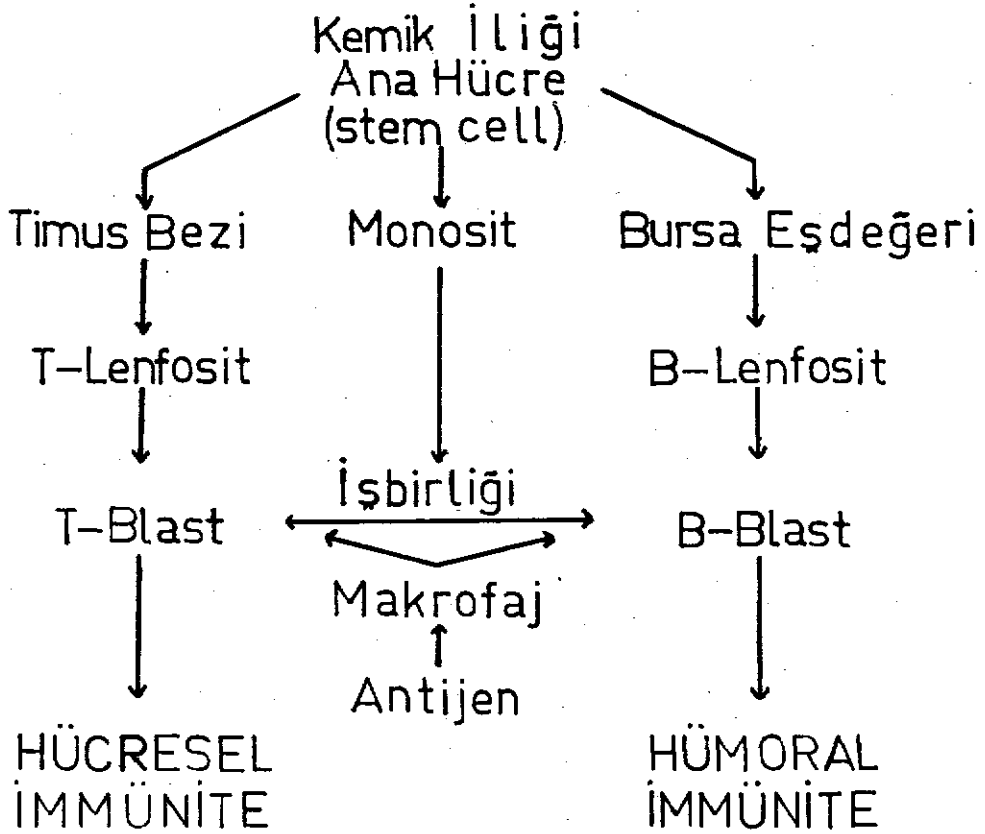 Kemik İliği
Ana Hücre
(stem cell)
Timus Bezi
Monosit
Bursa Eşdeğeri
T-Lenfosit
B-Lenfosit
İşbirliği
T-Blast
B-Blast
Makrofaj
Antijen
HÜCRESEL
İMMÜNİTE
HÜMORAL
İMMÜNİTE